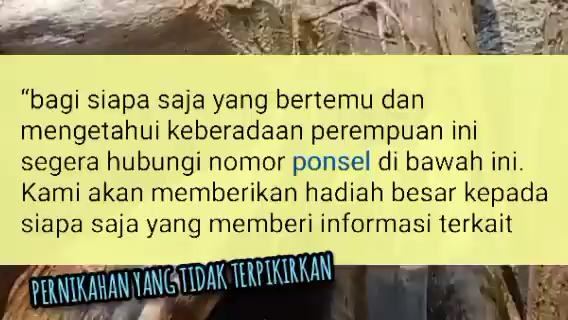 “bagi siapa saja yang bertemu dan
mengetahui keberadaan perempuan ini
segera hubungi nomor ponsel di bawah ini.
Kami akan memberikan hadiah besar kepada
siapa saja yang memberi informasi terkait
PERNIKAHAN YANG TIDAK TERPIKIRKAN